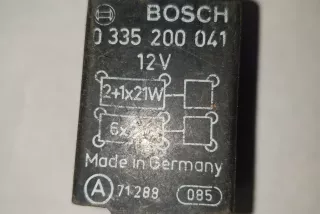 BOSCH
0 335 200 041
12V
2+1x21W
6x
Made in Germany
A 71288 085